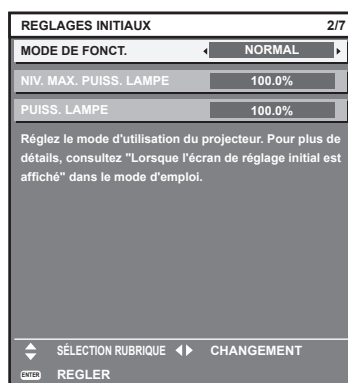 REGLAGES INITIAUX 2/7
MODE DE FONCT. NORMAL
NIV. MAX. PUISS. LAMPE 100.0%
PUISS. LAMPE 100.0%
Réglez le mode d'utilisation du projecteur. Pour plus de
détails, consultez "Lorsque l'écran de réglage initial est
affiché" dans le mode d'emploi.
SÉLECTION RUBRIQUE CHANGEMENT
ENTER REGLER